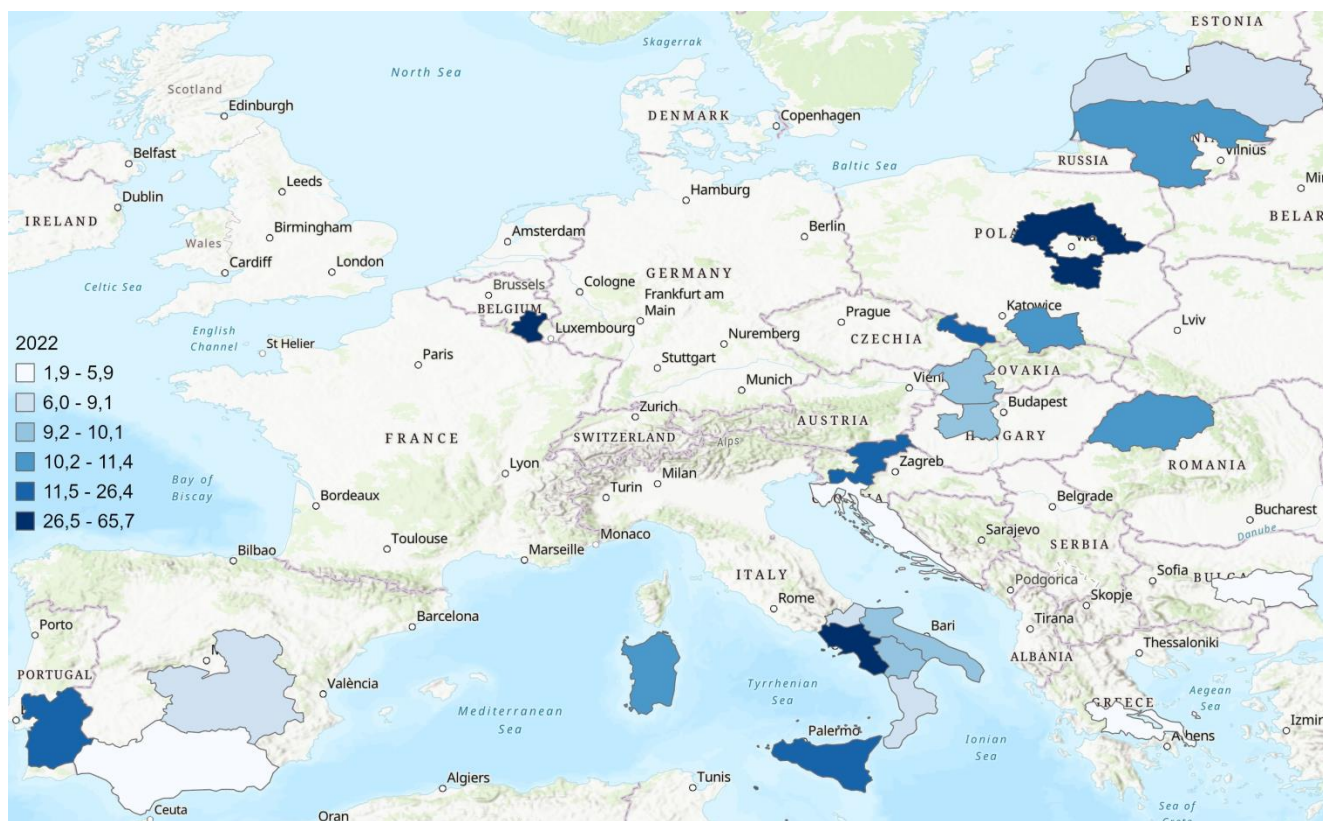 ESTONIA
Skagerrak
North Sea
Scotland
Edinburgh
DENMARK
Copenhagen
Belfast
Baltic Sea
RUSSIA
Vilnius
Dublin
Leeds
Hamburg
IRELAND
Birmingham
Amsterdam
Berlin
Wales
Cardiff
London
Celtic Sea
Brussels
Cologne
GERMANY
BELGIUM
Frankfurt am
Main
Katowice
Lviv
Luxembourg
Prague
English
Channel
St Helier
Nuremberg
CZECHIA
2022
Paris
Stuttgart
1,9 - 5,9
Munich
6,0 - 9,1
Budapest
9,2 - 10,1
Zurich
AUSTRIA
10,2 - 11,4
FRANCE
SWITZERLAND
Alps
11,5 - 26,4
Lyon
Milan
Zagreb
ROMANIA
26,5 - 65,7
Turin
Bay of
Biscay
Bordeaux
Belgrade
Bucharest
Toulouse
Monaco
Sarajevo
SERBIA
Danube
Bilbao
Marseille
ITALY
Podgorica
Sofia
Rome
Skopje
Porto
Barcelona
Bari
Tirana
Thessaloniki
PORTUGAL
ALBANIA
València
Tyrrhenian
Sea
Aegean
Sea
Mediterranean
Sea
GREECE
Palermo
Ionian
Sea
Athens
Algiers
Tunis
Ceuta
Oran
Sea of